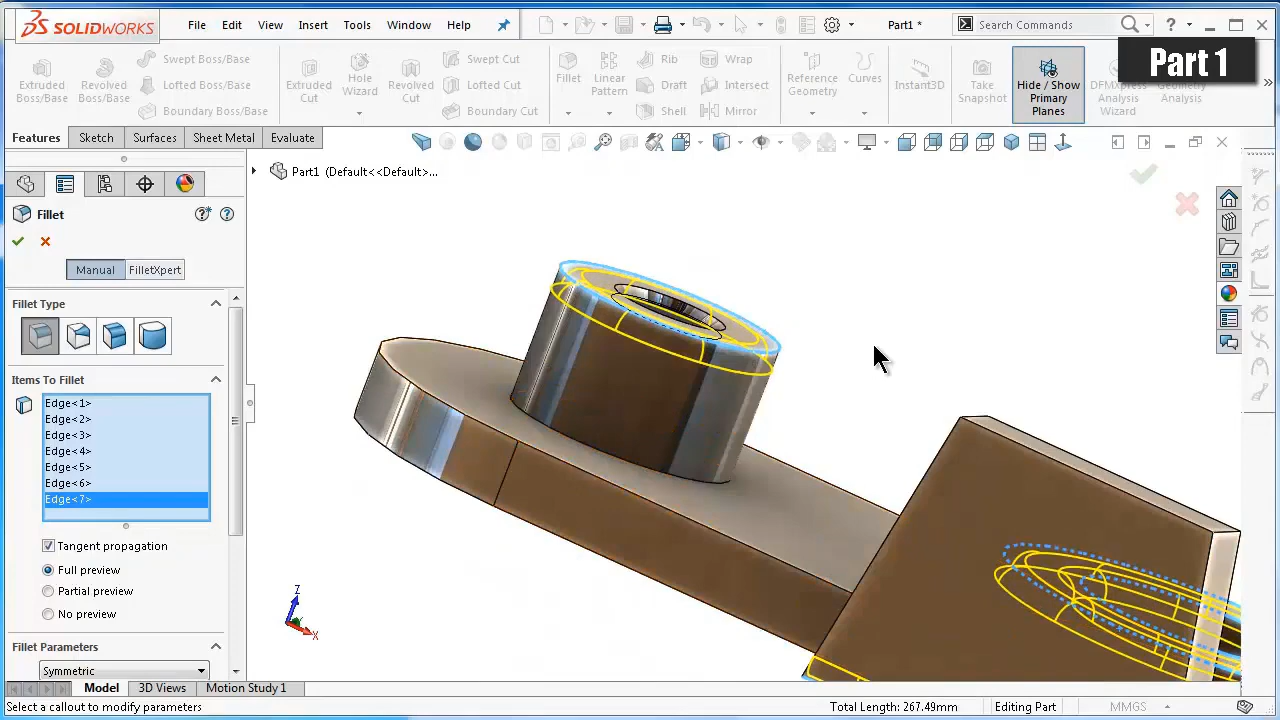 SOLIDWORKS
File Edit View Insert Tools Window Help
Part1 *
Search Commands
Part 1
Extruded Boss/Base
Revolved Boss/Base
Swept Boss/Base
Lofted Boss/Base
Boundary Boss/Base
Extruded Cut
Hole Wizard
Revolved Cut
Swept Cut
Lofted Cut
Boundary Cut
Fillet
Linear Pattern
Rib
Draft
Shell
Wrap
Intersect
Mirror
Reference Geometry
Curves
Instant3D
Take Snapshot
Hide / Show Primary Planes
DFMXpress Analysis Wizard
Geometry Analysis
Features Sketch Surfaces Sheet Metal Evaluate
Part1 (Default<<Default>...
Fillet
Manual FilletXpert
Fillet Type
Items To Fillet
Edge<1>
Edge<2>
Edge<3>
Edge<4>
Edge<5>
Edge<6>
Edge<7>
Tangent propagation
Full preview
Partial preview
No preview
Fillet Parameters
Symmetric
Z
X
Model 3D Views Motion Study 1
Select a callout to modify parameters
Total Length: 267.49mm
Editing Part
MMGS